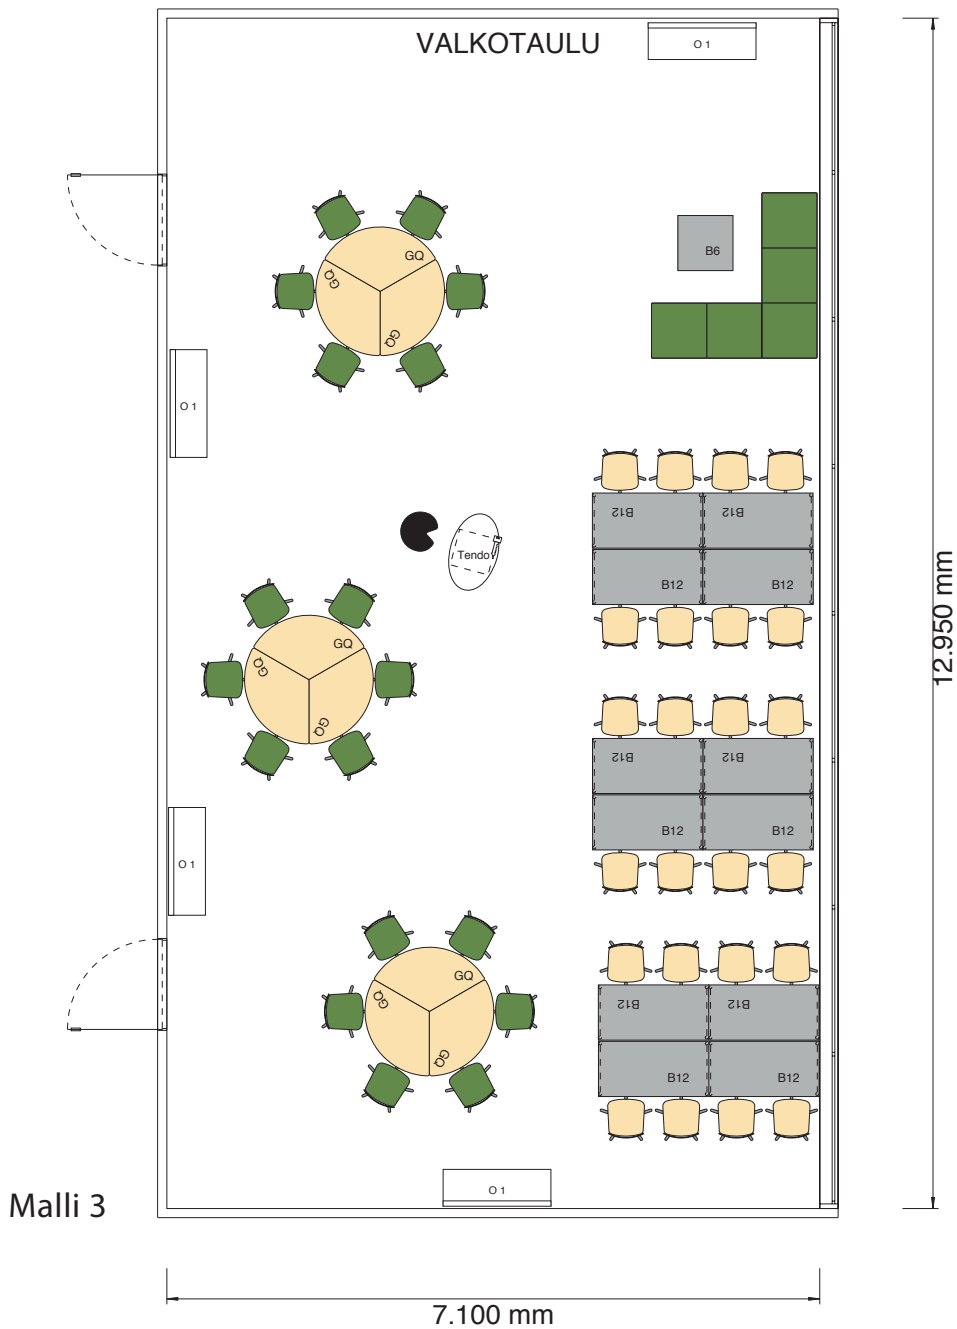 VALKOTAULU
O 1
B6
GQ
GQ
GQ
O 1
B12
B12
Tendo
B12
B12
12.950 mm
GQ
GQ
GQ
B12
B12
B12
B12
O 1
GQ
GQ
GQ
B12
B12
B12
B12
O 1
Malli 3
7.100 mm